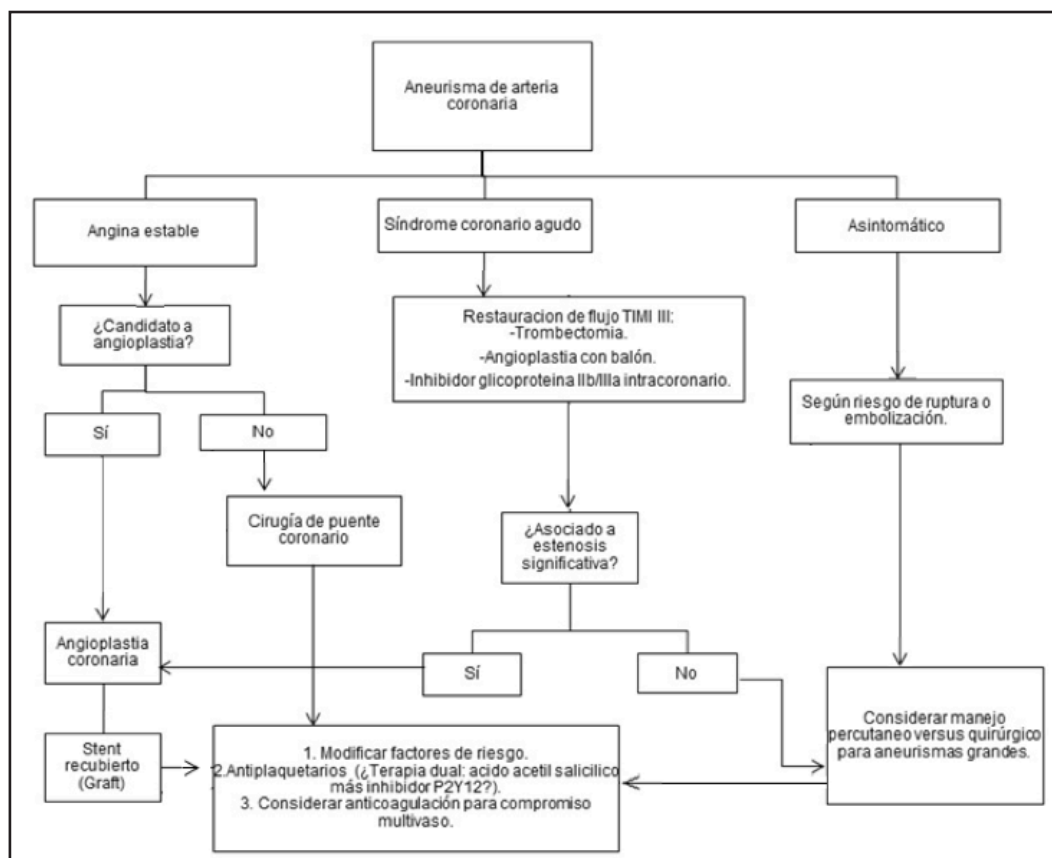 Aneurisma de arteria
coronaria
Angina estable
Síndrome coronario agudo
Asintomático
¿Candidato a
angioplastia?
Restauracion de flujo TIMI III:
-Trombectomia.
-Angioplastia con balón.
-Inhibidor glicoproteina IIb/IIIa intracoronario.
Según riesgo de ruptura o
embolización.
Sí
No
Cirugía de puente
coronario
¿Asociado a
estenosis
significativa?
Angioplastia
coronaria
Sí
No
Considerar manejo
percutaneo versus quirúrgico
para aneurismas grandes.
Stent
recubierto
(Graft)
1. Modificar factores de riesgo.
2.Antiplaquetarios (¿Terapia dual: acido acetil salicilico
más inhibidor P2Y12?).
3. Considerar anticoagulación para compromiso
multivaso.